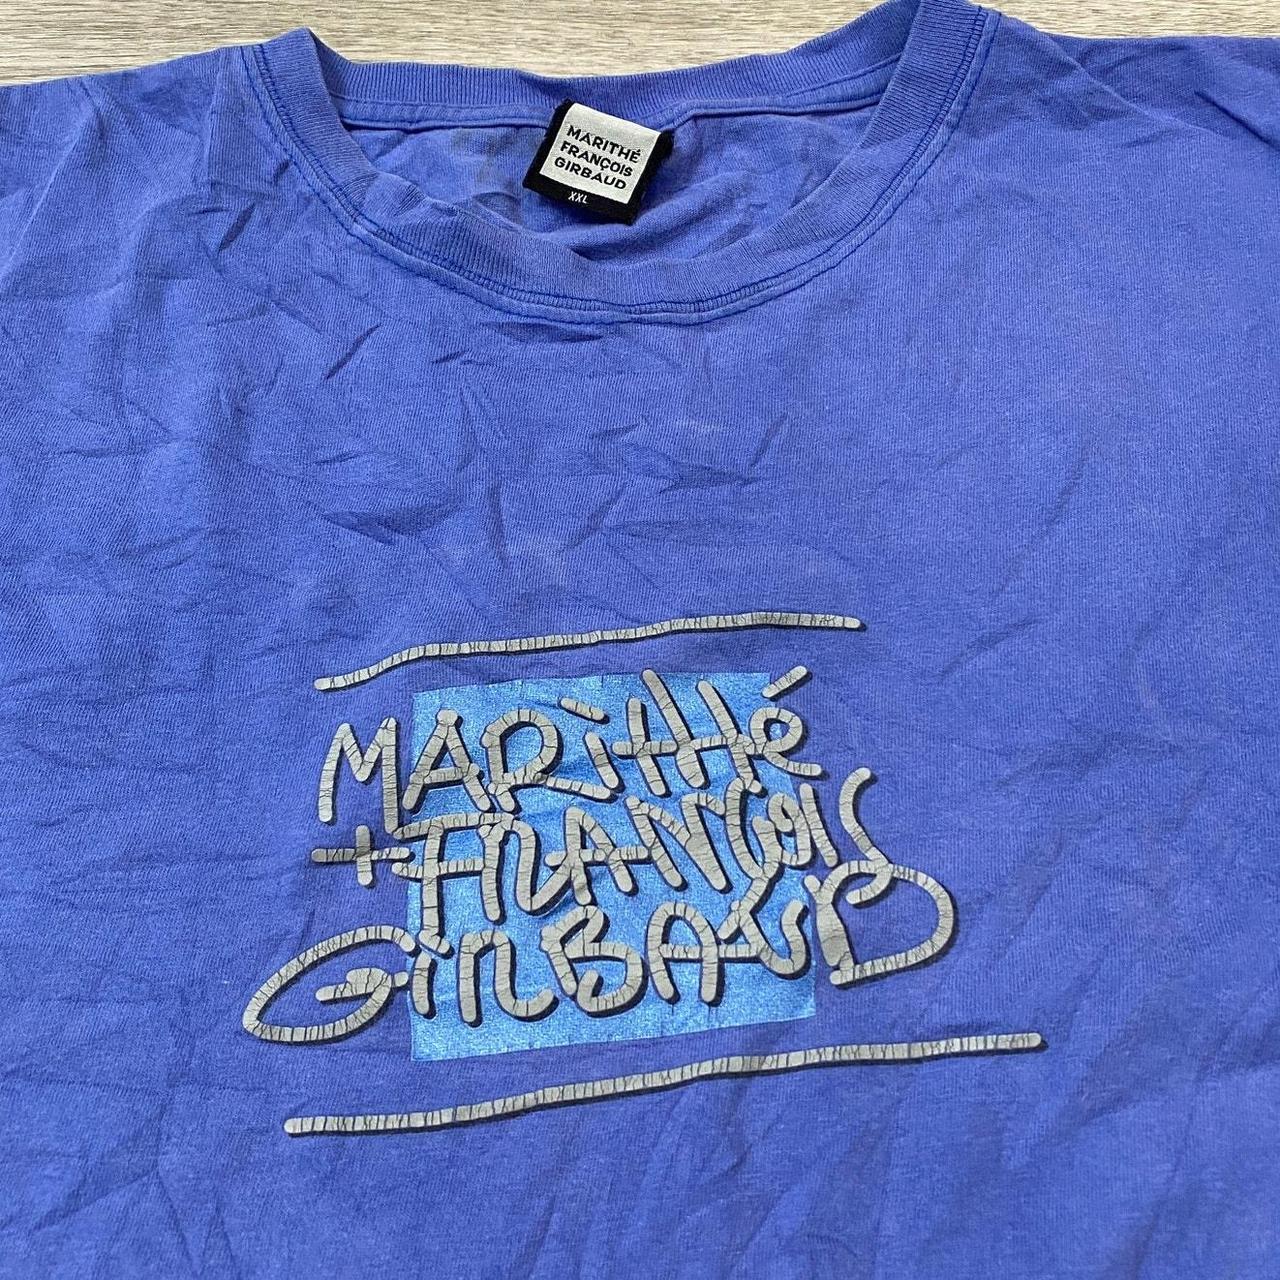 MARITHÉ
FRANÇOIS
GIRBAUD
XXL
MARithé
+ FRANÇOIS
GiRBAUD